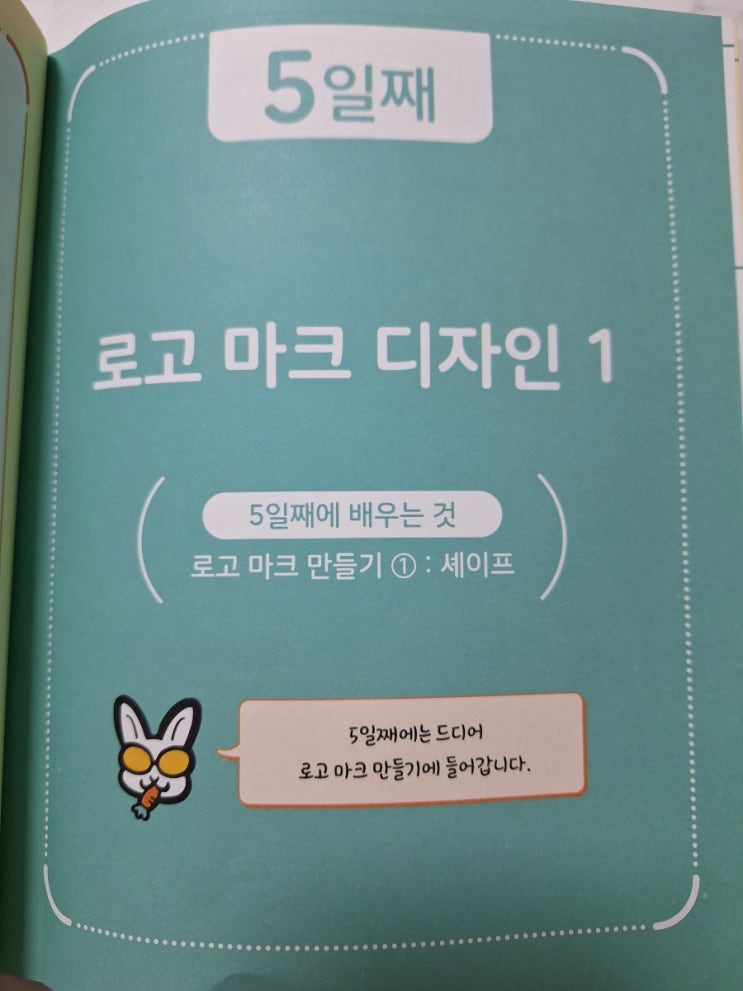 5일째
로고 마크 디자인 1
5일째에 배우는 것
로고 마크 만들기 ① : 셰이프
5일째에는 드디어
로고 마크 만들기에 들어갑니다.